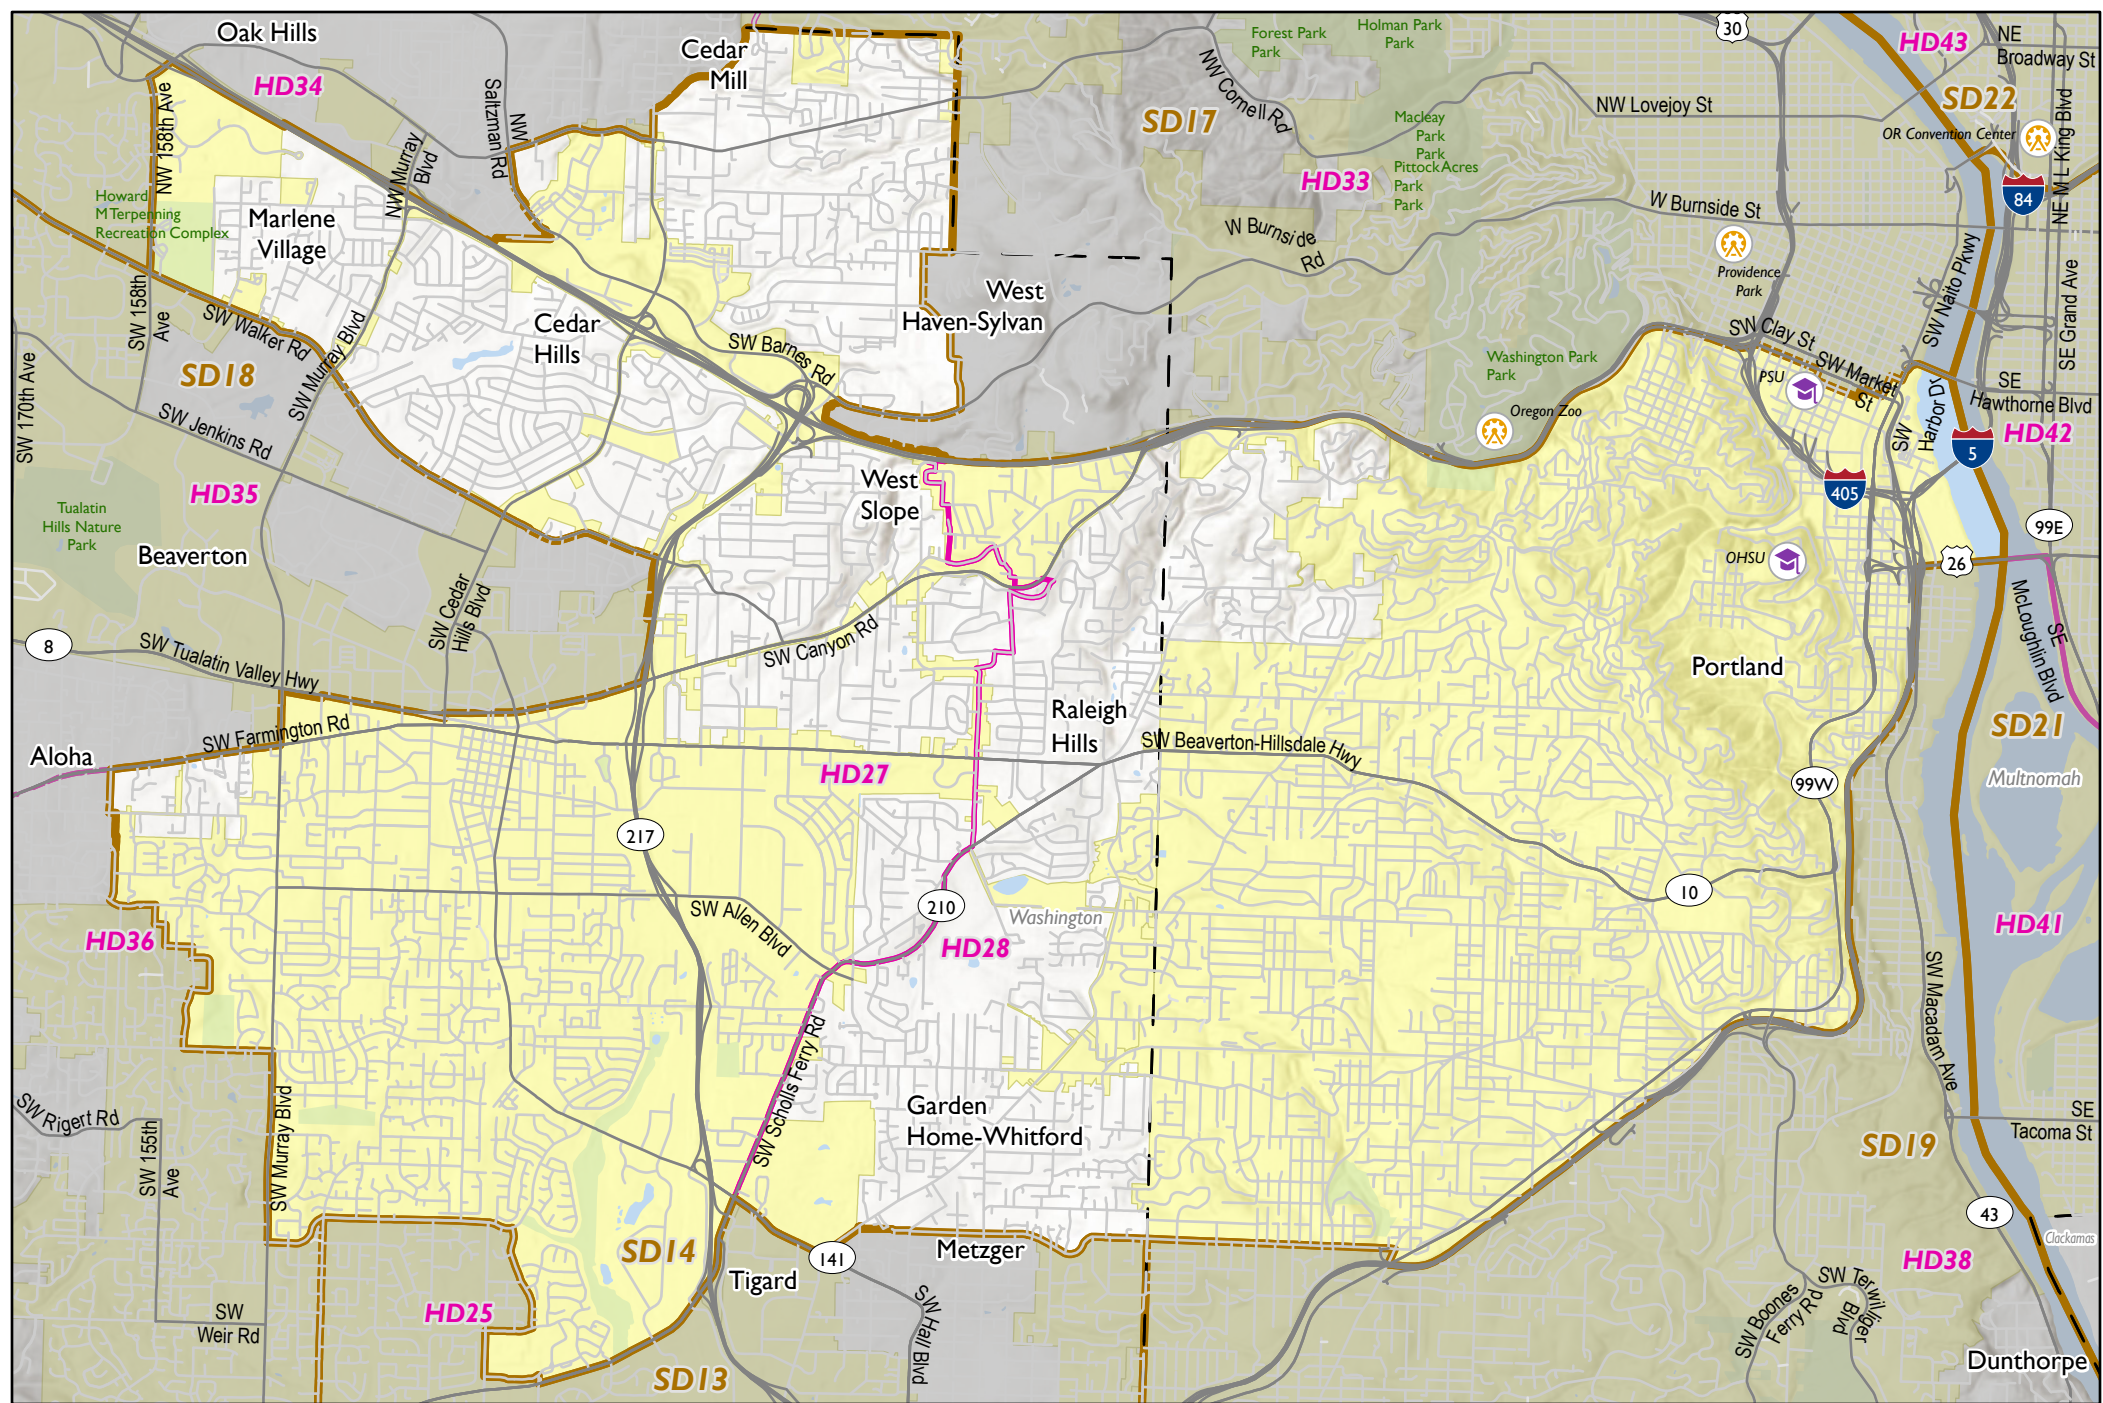 Oak Hills
HD34
Cedar
Mill
NW
Saltzman Rd
NW 158th Ave
NW Murray
Blvd
Howard
M Terpenning
Recreation Complex
Marlene
Village
Forest Park
Park
Holman Park
Park
NW Cornell Rd
SD17
HD33
Macleay
Park
Park
Pittock Acres
Park
Park
W Burnside
Rd
30
NW Lovejoy St
W Burnside St
HD43
NE
Broadway St
SD22
OR Convention Center
84
NE M L King Blvd
Providence
Park
SW Naito Pkwy
SE Grand Ave
West
Haven-Sylvan
SW 158th
Ave
SW Walker Rd
SW Murray Blvd
Cedar
Hills
SW Barnes Rd
SD18
SW 170th Ave
SW Jenkins Rd
HD35
Tualatin
Hills Nature
Park
Beaverton
West
Slope
Washington Park
Park
Oregon Zoo
SW Clay St
SW Market
St
PSU
SW
Harbor Dr
SE
Hawthorne Blvd
HD42
5
405
99E
OHSU
26
SE
McLoughlin Blvd
8
SW Tualatin Valley Hwy
SW Cedar
Hills Blvd
SW Canyon Rd
Portland
SD21
Multnomah
Aloha
SW Farmington Rd
Raleigh
Hills
SW Beaverton-Hillsdale Hwy
HD27
99W
217
10
SW Allen Blvd
210
Washington
HD28
HD36
HD41
SW Macadam Ave
SW Scholls Ferry Rd
SW Murray Blvd
SW Rigert Rd
SW 155th
Ave
Garden
Home-Whitford
SE
Tacoma St
SD19
43
Clackamas
SD14
141
Metzger
Tigard
HD38
HD25
SW
Weir Rd
SW Hall Blvd
SW Boones
Ferry Rd
SW Terwilliger
Blvd
SD13
Dunthorpe